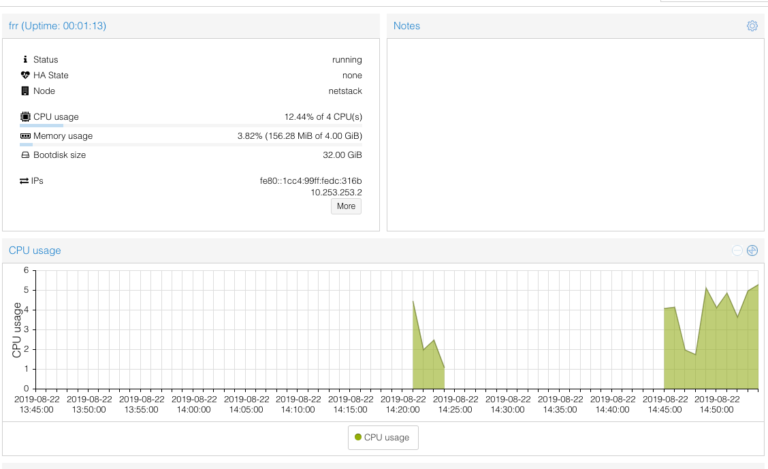 frr (Uptime: 00:01:13)
Notes
Status running
HA State none
Node netstack
CPU usage 12.44% of 4 CPU(s)
Memory usage 3.82% (156.28 MiB of 4.00 GiB)
Bootdisk size 32.00 GiB
IPs fe80::1cc4:99ff:fedc:316b
10.253.253.2
More
CPU usage
6
5
4
3
2
1
0
CPU usage
2019-08-22 2019-08-22 2019-08-22 2019-08-22 2019-08-22 2019-08-22 2019-08-22 2019-08-22 2019-08-22 2019-08-22 2019-08-22 2019-08-22 2019-08-22 2019-08-22
13:45:00 13:50:00 13:55:00 14:00:00 14:05:00 14:10:00 14:15:00 14:20:00 14:25:00 14:30:00 14:35:00 14:40:00 14:45:00 14:50:00
CPU usage